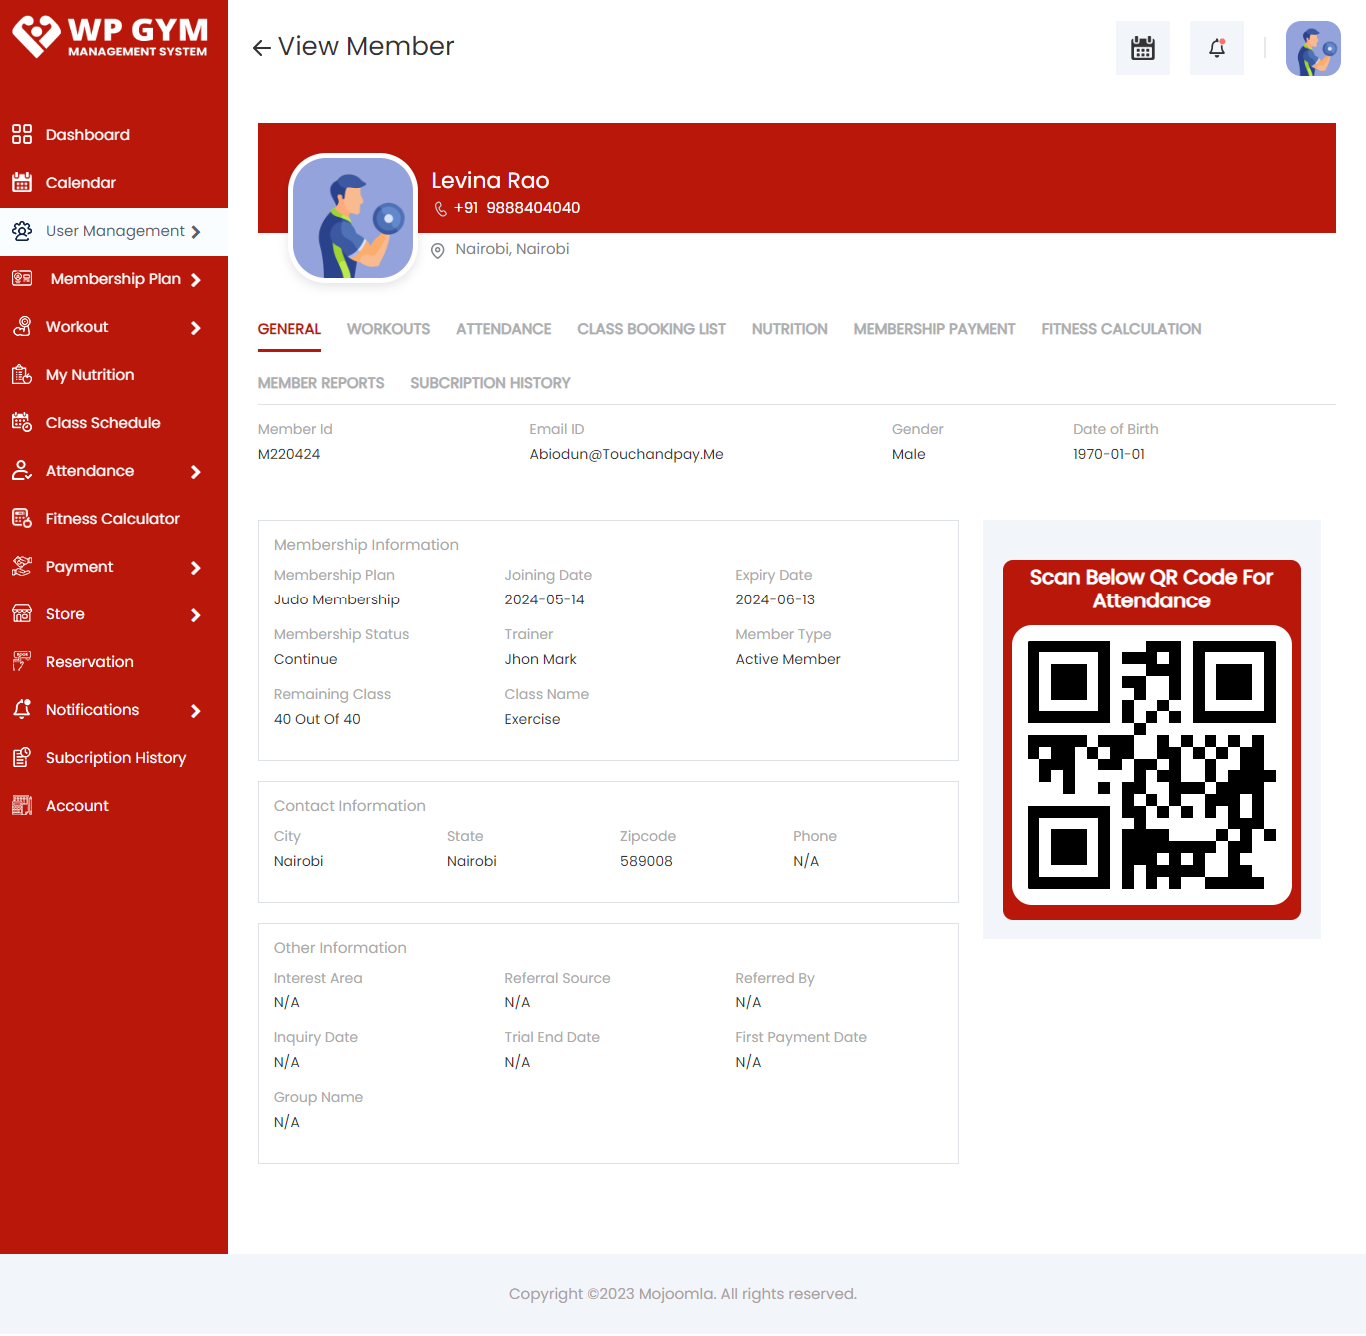 WP GYM
MANAGEMENT SYSTEM
Dashboard
Calendar
User Management
Membership Plan
Workout
My Nutrition
Class Schedule
Attendance
Fitness Calculator
Payment
Store
Reservation
Notifications
Subcription History
Account
View Member
Levina Rao
+91 9888404040
Nairobi, Nairobi
GENERAL WORKOUTS ATTENDANCE CLASS BOOKING LIST NUTRITION MEMBERSHIP PAYMENT FITNESS CALCULATION
MEMBER REPORTS SUBCRIPTION HISTORY
Member Id Email ID Gender Date of Birth
M220424 Abiodun@Touchandpay.Me Male 1970-01-01
Membership Information
Membership Plan Joining Date Expiry Date
Judo Membership 2024-05-14 2024-06-13
Membership Status Trainer Member Type
Continue Jhon Mark Active Member
Remaining Class Class Name
40 Out Of 40 Exercise
Scan Below QR Code For
Attendance
Contact Information
City State Zipcode Phone
Nairobi Nairobi 589008 N/A
Other Information
Interest Area Referral Source Referred By
N/A N/A N/A
Inquiry Date Trial End Date First Payment Date
N/A N/A N/A
Group Name
N/A
Copyright ©2023 Mojoomla. All rights reserved.